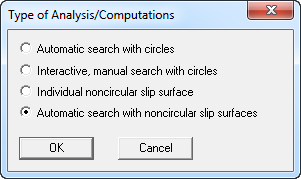 Type of Analysis/Computations
Automatic search with circles
Interactive, manual search with circles
Individual noncircular slip surface
Automatic search with noncircular slip surfaces
OK Cancel